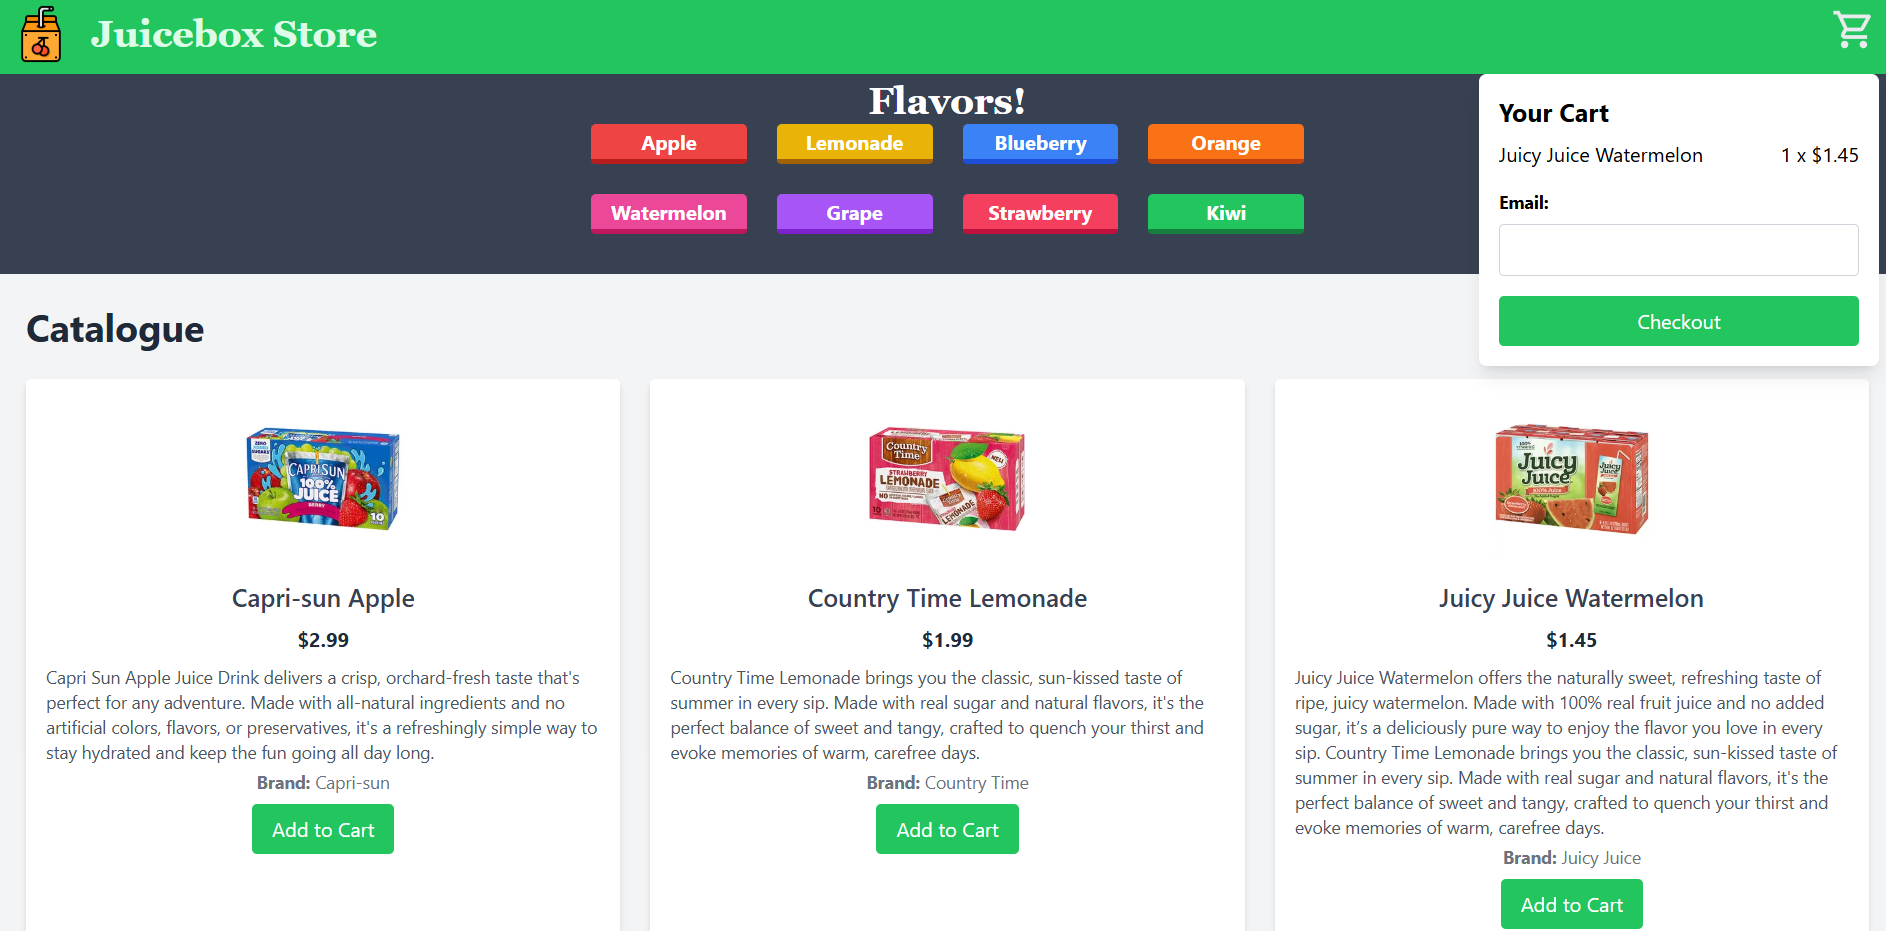 Juicebox Store
Flavors!
Apple
Lemonade
Blueberry
Orange
Watermelon
Grape
Strawberry
Kiwi
Your Cart
Juicy Juice Watermelon 1 x $1.45
Email:
Checkout
Catalogue
ZERO
SUGARS
CAPRI SUN
100%
JUICE
BERRY
10
Capri-sun Apple
$2.99
Capri Sun Apple Juice Drink delivers a crisp, orchard-fresh taste that's
perfect for any adventure. Made with all-natural ingredients and no
artificial colors, flavors, or preservatives, it's a refreshingly simple way to
stay hydrated and keep the fun going all day long.
Brand: Capri-sun
Add to Cart
Country
Time
NEW
STRAWBERRY
LEMONADE
NO
10
Country
Time
LEMONADE
Country Time Lemonade
$1.99
Country Time Lemonade brings you the classic, sun-kissed taste of
summer in every sip. Made with real sugar and natural flavors, it's the
perfect balance of sweet and tangy, crafted to quench your thirst and
evoke memories of warm, carefree days.
Brand: Country Time
Add to Cart
100%
Juicy
Juice
100% Juice
Juicy
Juice
Juicy Juice Watermelon
$1.45
Juicy Juice Watermelon offers the naturally sweet, refreshing taste of
ripe, juicy watermelon. Made with 100% real fruit juice and no added
sugar, it’s a deliciously pure way to enjoy the flavor you love in every
sip. Country Time Lemonade brings you the classic, sun-kissed taste of
summer in every sip. Made with real sugar and natural flavors, it's the
perfect balance of sweet and tangy, crafted to quench your thirst and
evoke memories of warm, carefree days.
Brand: Juicy Juice
Add to Cart